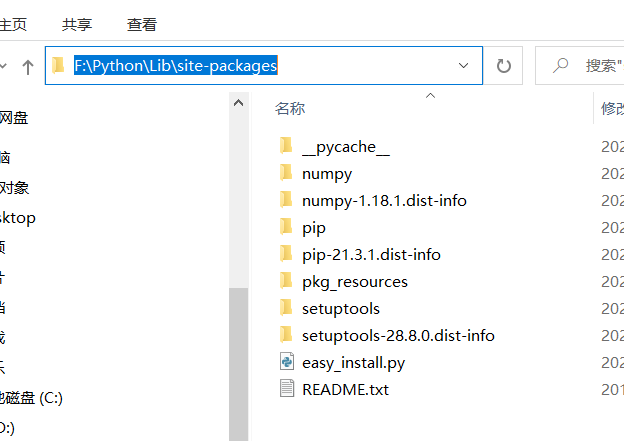 主页 共享 查看
F:\Python\Lib\site-packages
搜索"
名称 修改
网盘
脑
对象
sktop
频
片
档
戏
乐
地磁盘 (C:)
D:)
__pycache__ 202
numpy 202
numpy-1.18.1.dist-info 202
pip 202
pip-21.3.1.dist-info 202
pkg_resources 202
setuptools 202
setuptools-28.8.0.dist-info 202
easy_install.py 202
README.txt 201